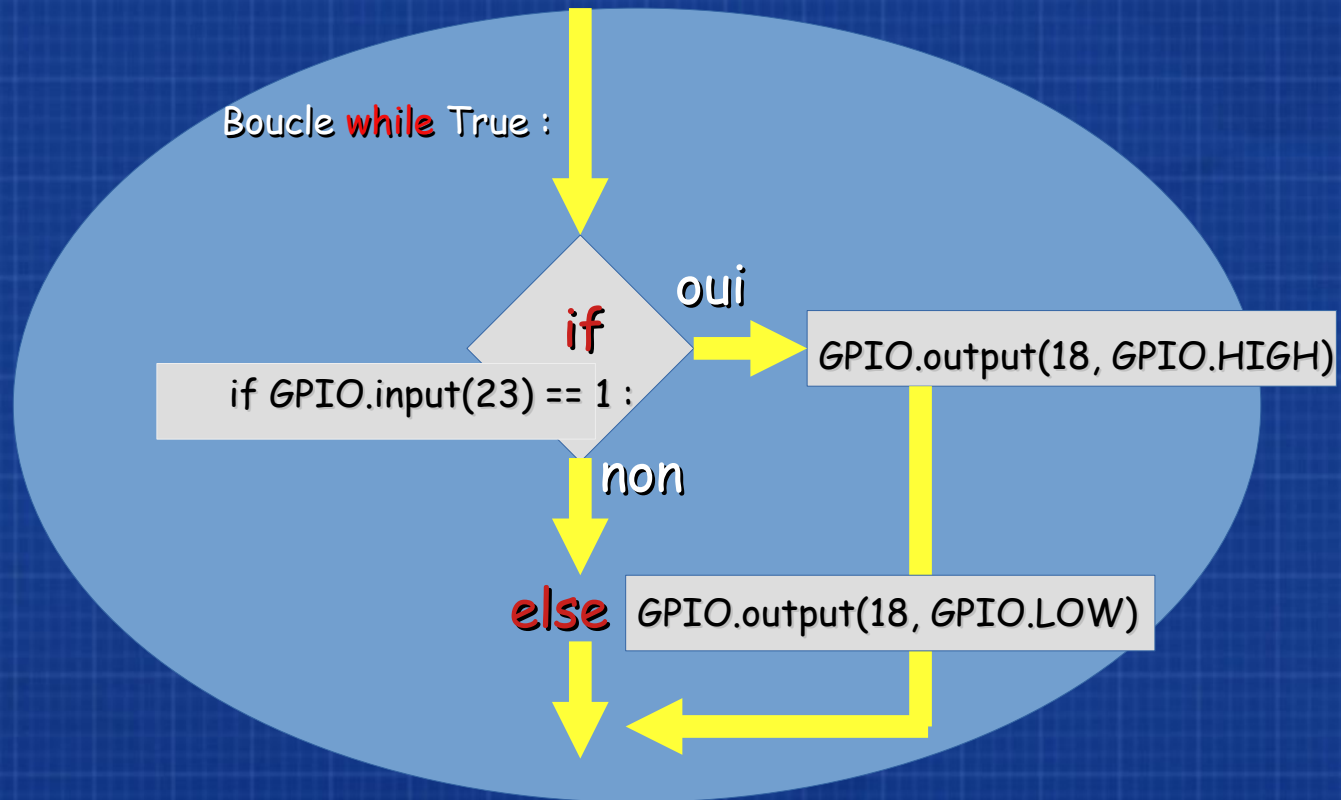 Boucle while True :
oui
if
GPIO.output(18, GPIO.HIGH)
if GPIO.input(23) == 1 :
non
else
GPIO.output(18, GPIO.LOW)